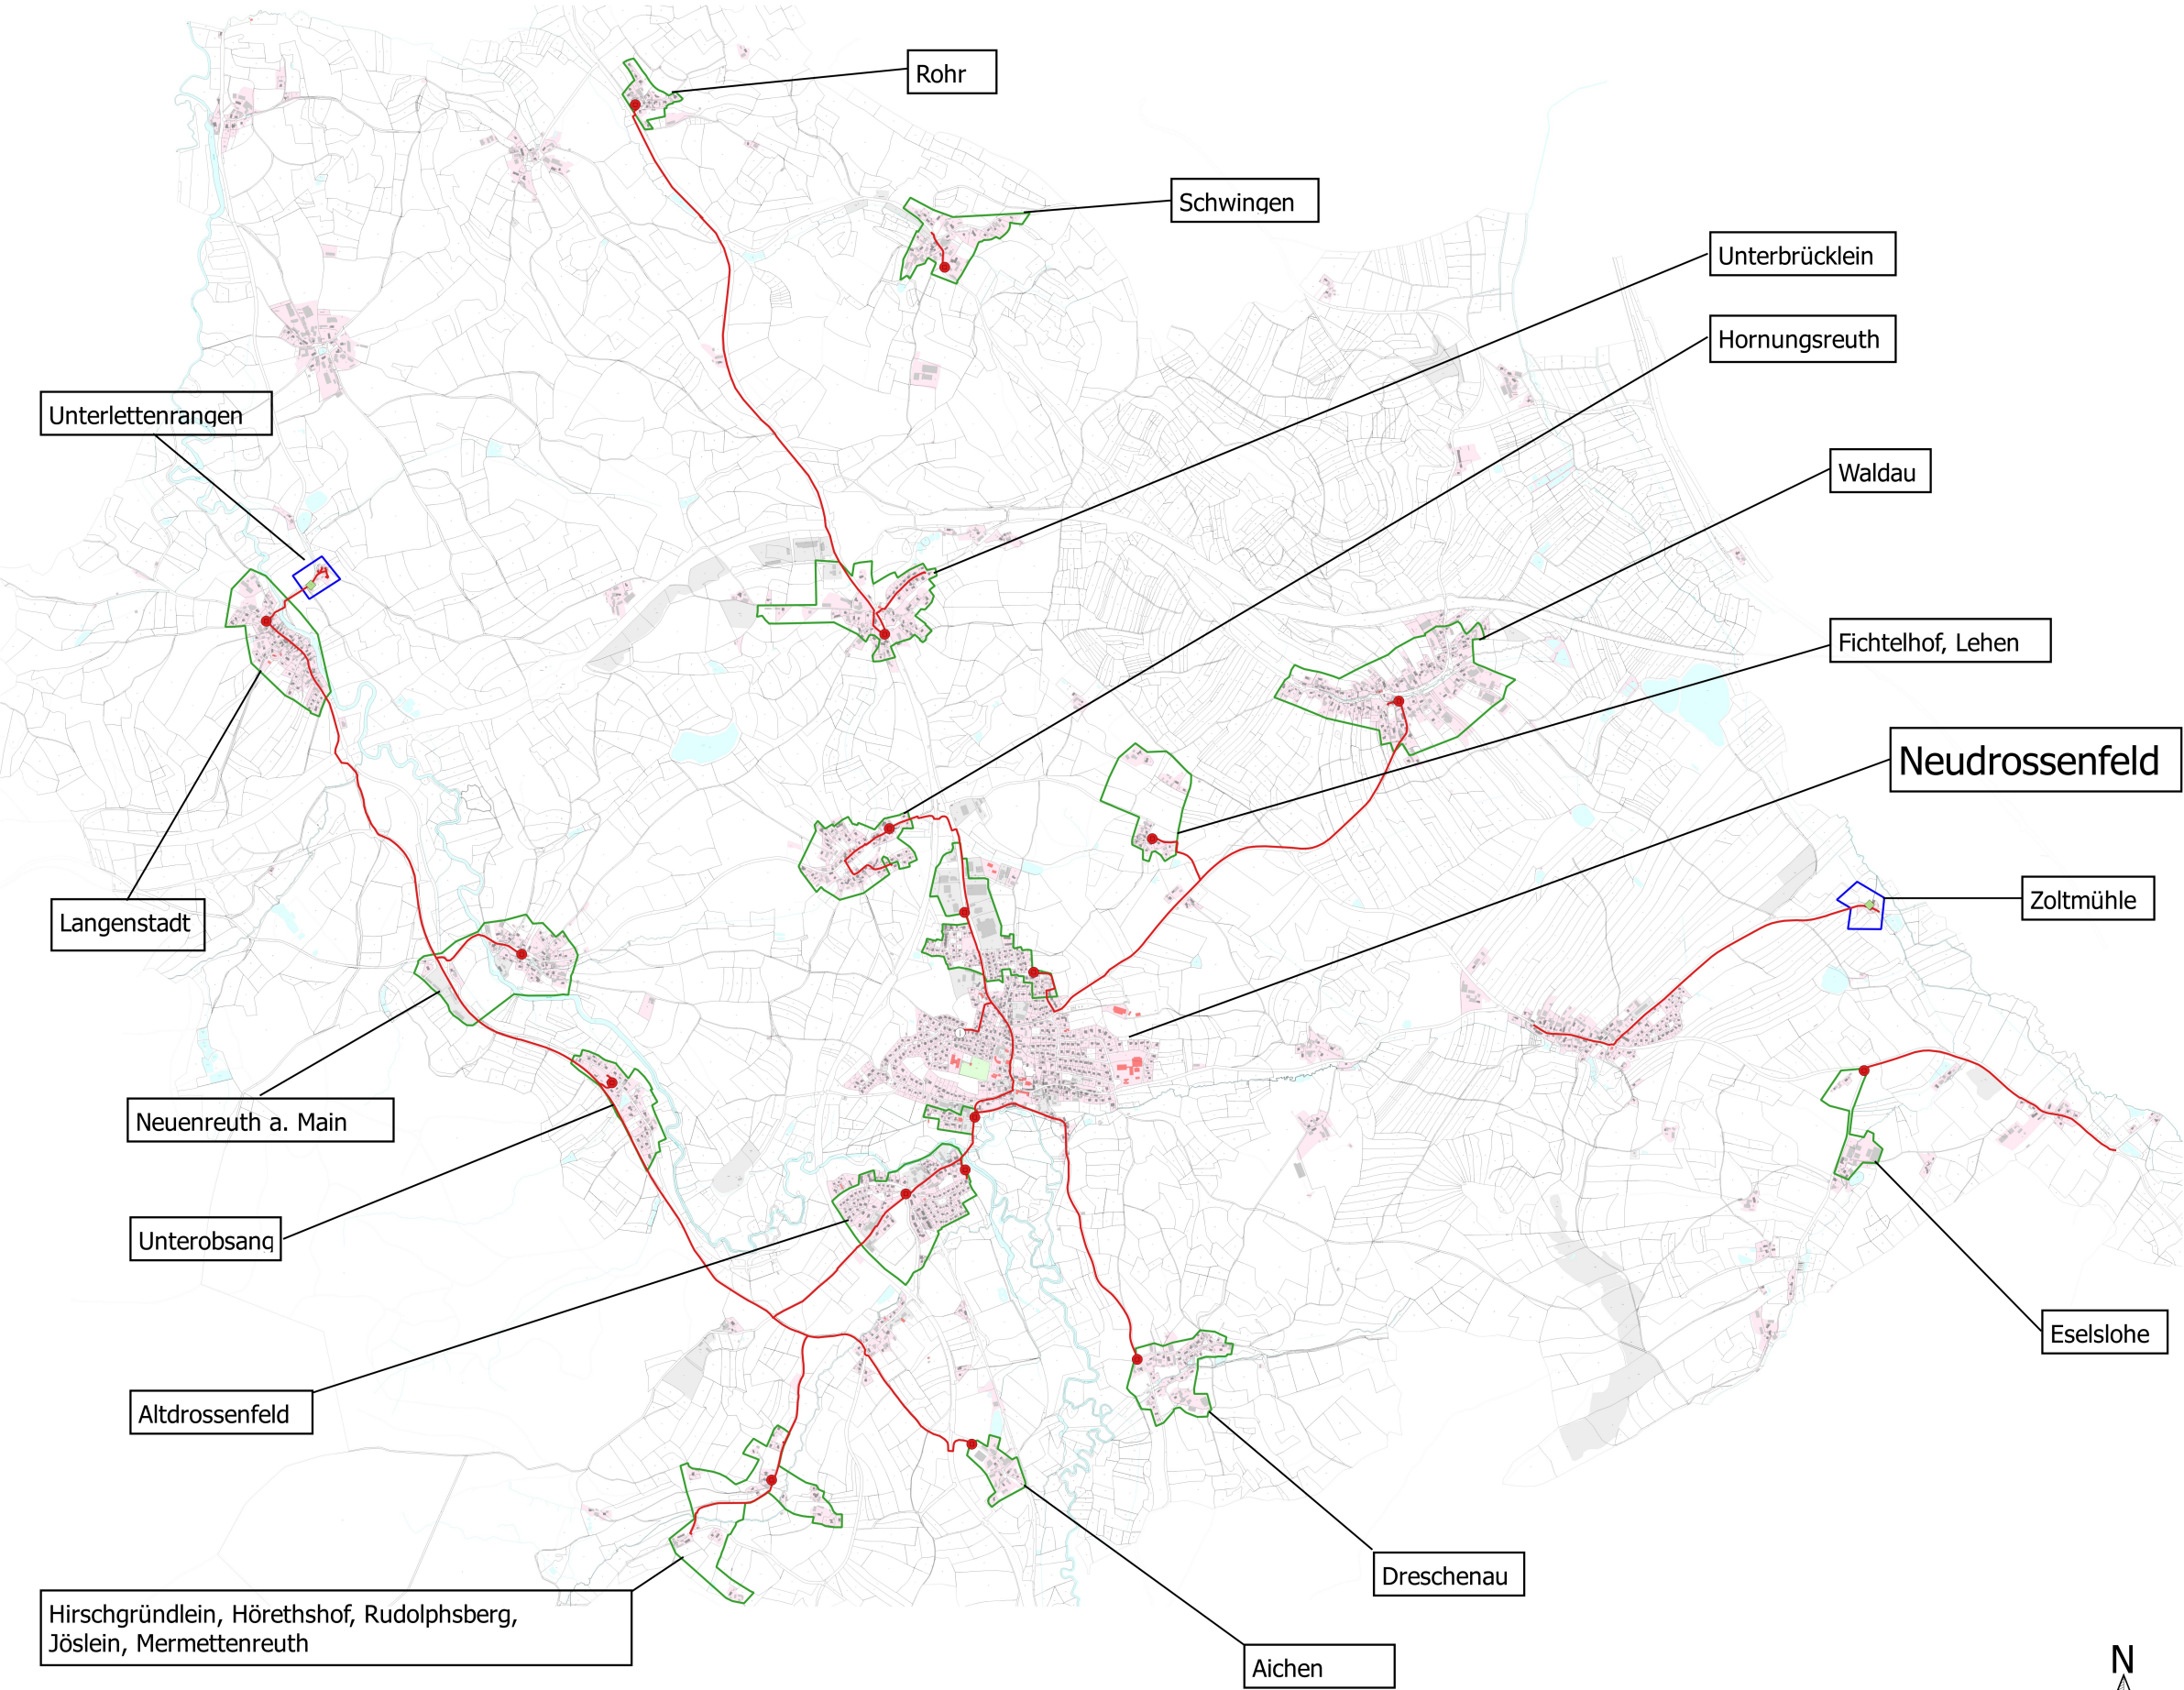 Rohr
Schwingen
Unterbrücklein
Hornungsreuth
Unterlettenrangen
Waldau
Fichtelhof, Lehen
Neudrossenfeld
Zoltmühle
Langenstadt
Neuenreuth a. Main
Unterobsang
Eselslohe
Altdrossenfeld
Dreschenau
Hirschgründlein, Hörethshof, Rudolphsberg,
Jöslein, Mermettenreuth
Aichen
N